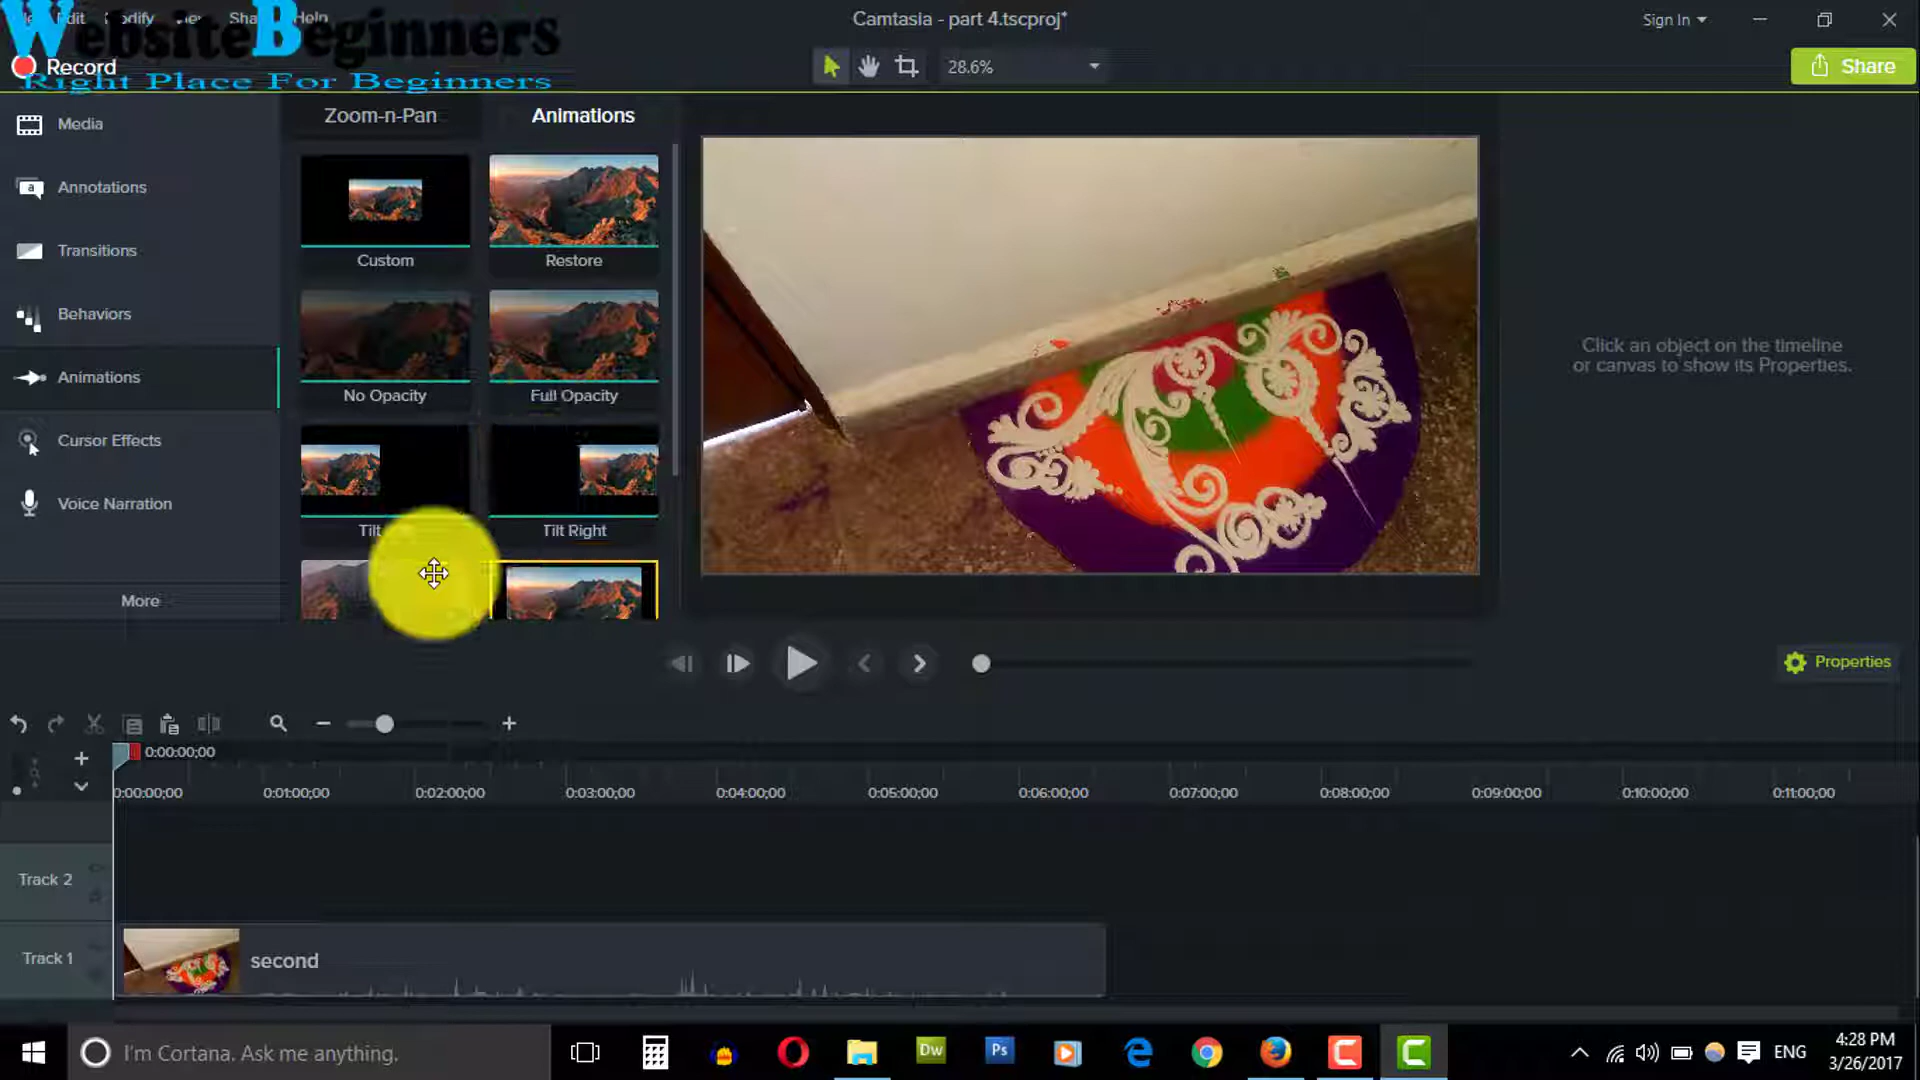 Edit
Help
Camtasia - part 4.tscproj*
Sign In
WebsiteBeginners
Record
Right Place For Beginners
28.6%
Share
Media
Annotations
Transitions
Behaviors
Animations
Cursor Effects
Voice Narration
More
Zoom-n-Pan
Animations
Custom
Restore
No Opacity
Full Opacity
Tilt
Tilt Right
Click an object on the timeline
or canvas to show its Properties.
Properties
0:00:00;00
0:00:00;00
0:01:00;00
0:02:00;00
0:03:00;00
0:04:00;00
0:05:00;00
0:06:00;00
0:07:00;00
0:08:00;00
0:09:00;00
0:10:00;00
0:11:00;00
Track 2
Track 1
second
I'm Cortana. Ask me anything.
Dw
Ps
ENG
4:28 PM
3/26/2017